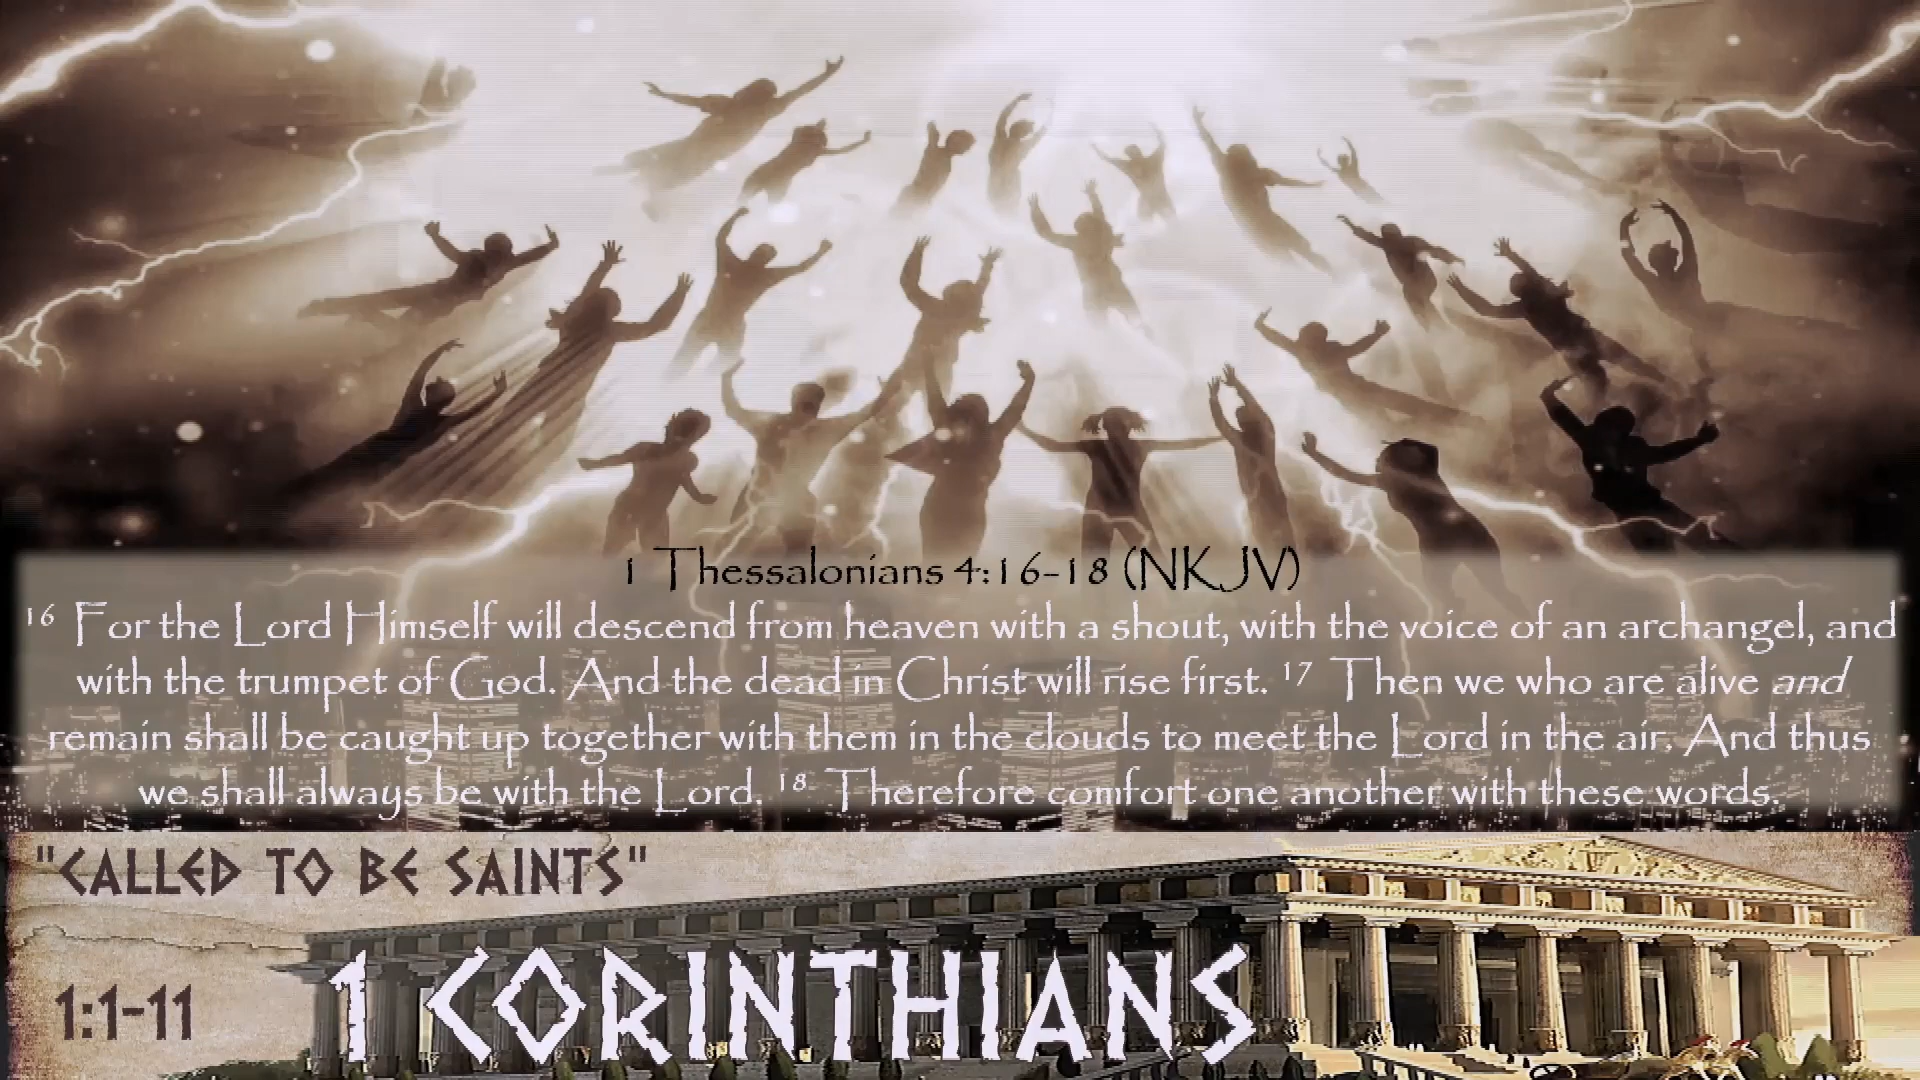 1 Thessalonians 4:16-18 (NKJV)
16 For the Lord Himself will descend from heaven with a shout, with the voice of an archangel, and
with the trumpet of God. And the dead in Christ will rise first. 17 Then we who are alive and
remain shall be caught up together with them in the clouds to meet the Lord in the air. And thus
we shall always be with the Lord. 18 Therefore comfort one another with these words.
"CALLED TO BE SAINTS"
1 CORINTHIANS
1:1-11